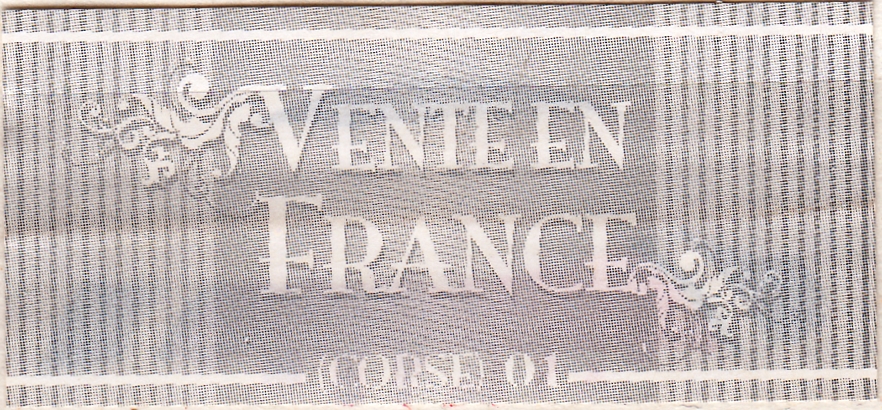 VENTE EN
FRANCE
(CORSE) 01